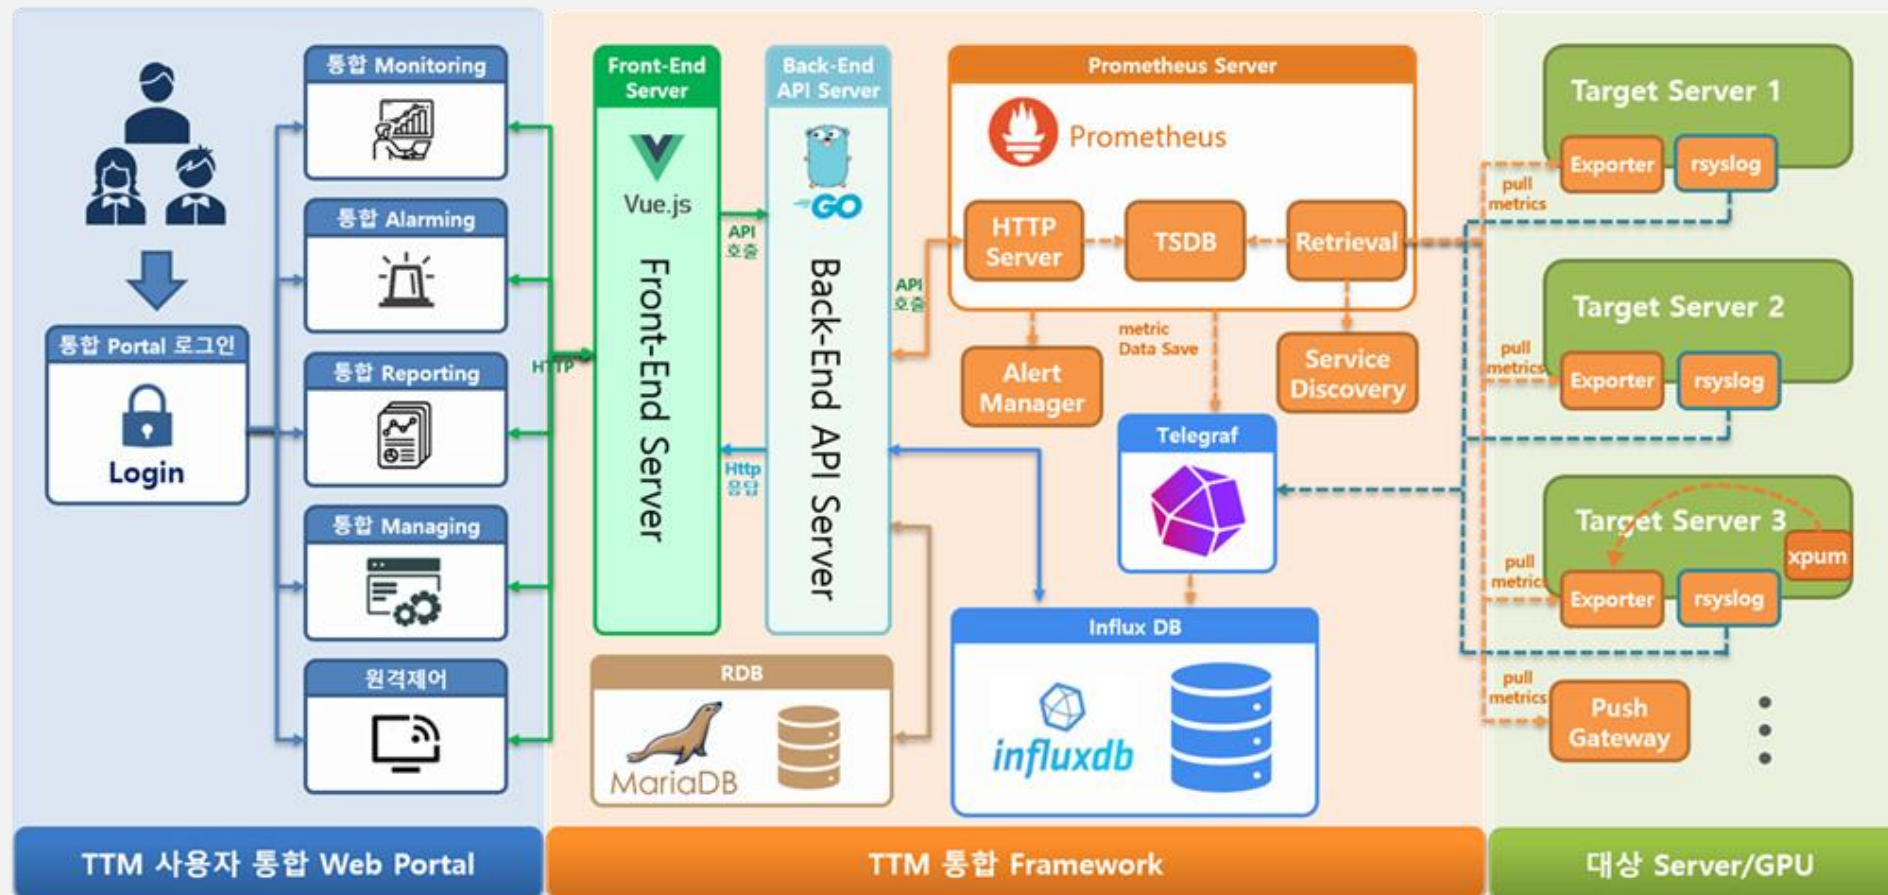 통합 Portal 로그인
Login
통합 Monitoring
통합 Alarming
통합 Reporting
통합 Managing
원격제어
HTTP
Front-End
Server
Vue.js
Front-End Server
API
호출
Http
응답
Back-End
API Server
GO
Back-End API Server
API
호출
RDB
MariaDB
Prometheus Server
Prometheus
HTTP
Server
TSDB
Retrieval
Alert
Manager
metric
Data Save
Service
Discovery
Telegraf
Influx DB
influxdb
Target Server 1
Exporter
rsyslog
pull
metrics
Target Server 2
Exporter
rsyslog
pull
metrics
Target Server 3
xpum
Exporter
rsyslog
pull
metrics
pull
metrics
Push
Gateway
TTM 사용자 통합 Web Portal
TTM 통합 Framework
대상 Server/GPU